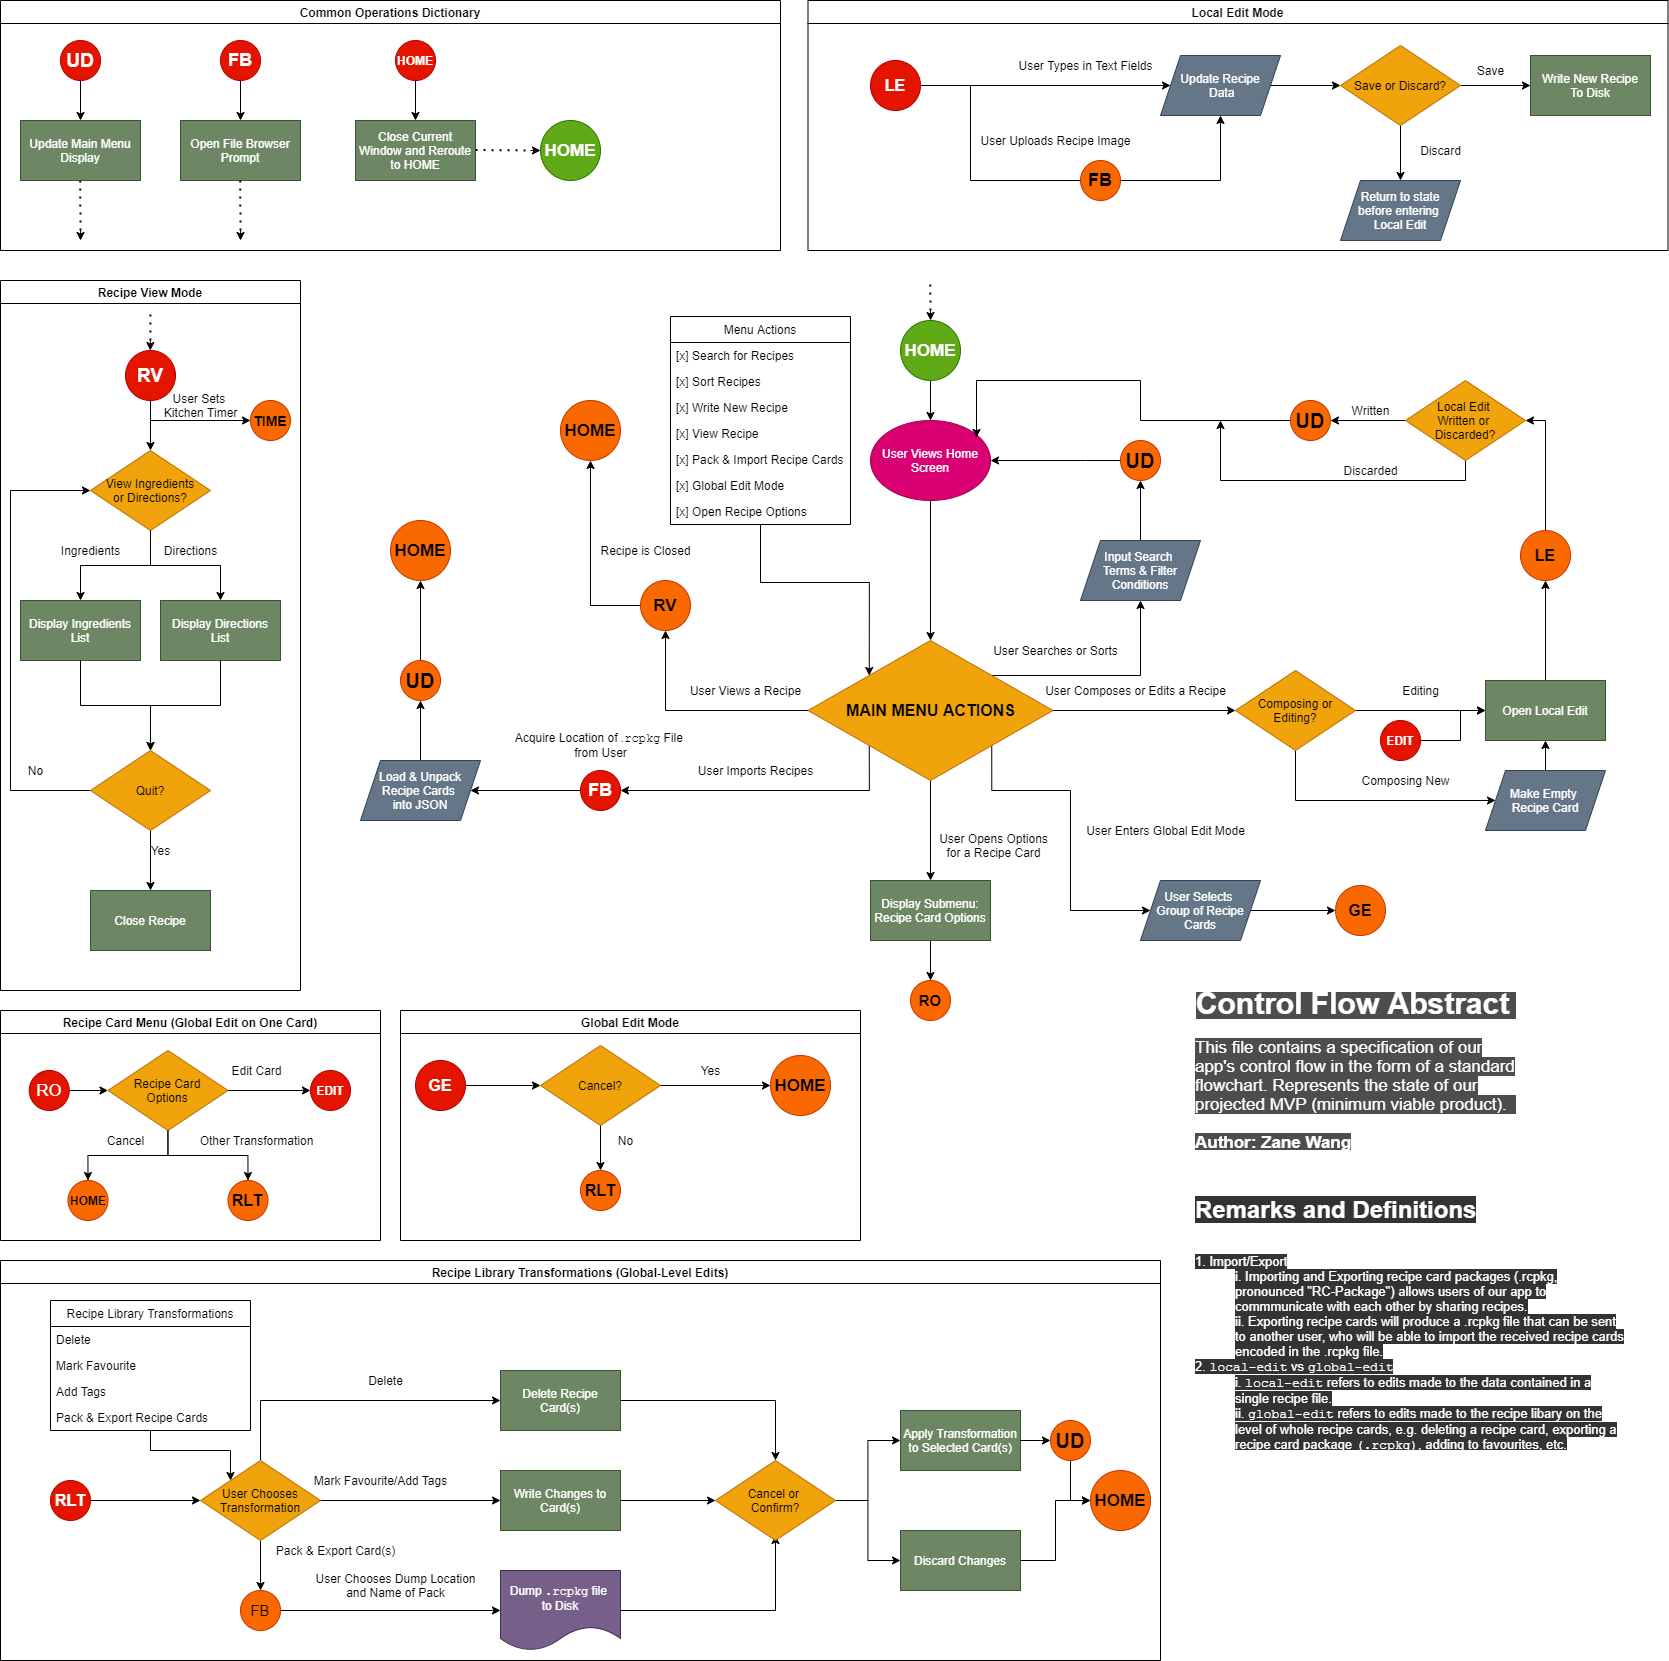 Common Operations Dictionary
UD
FB
HOME
Update Main Menu
Display
Open File Browser
Prompt
Close Current
Window and Reroute
to HOME
HOME
Local Edit Mode
LE
User Types in Text Fields
Update Recipe
Data
Save or Discard?
Save
Write New Recipe
To Disk
User Uploads Recipe Image
FB
Discard
Return to state
before entering
Local Edit
Recipe View Mode
RV
User Sets
Kitchen Timer
TIME
View Ingredients
or Directions?
Ingredients
Directions
Display Ingredients
List
Display Directions
List
No
Quit?
Yes
Close Recipe
Menu Actions
[x] Search for Recipes
[x] Sort Recipes
[x] Write New Recipe
[x] View Recipe
[x] Pack & Import Recipe Cards
[x] Global Edit Mode
[x] Open Recipe Options
HOME
User Views Home
Screen
HOME
Recipe is Closed
RV
User Views a Recipe
HOME
UD
Acquire Location of .rcpkg File
from User
Load & Unpack
Recipe Cards
into JSON
FB
User Imports Recipes
MAIN MENU ACTIONS
UD
Input Search
Terms & Filter
Conditions
User Searches or Sorts
UD
Written
Local Edit
Written or
Discarded?
Discarded
LE
User Composes or Edits a Recipe
Composing or
Editing?
Editing
EDIT
Open Local Edit
Composing New
Make Empty
Recipe Card
User Opens Options
for a Recipe Card
Display Submenu:
Recipe Card Options
RO
User Enters Global Edit Mode
User Selects
Group of Recipe
Cards
GE
Recipe Card Menu (Global Edit on One Card)
RO
Recipe Card
Options
Edit Card
EDIT
Cancel
Other Transformation
HOME
RLT
Global Edit Mode
GE
Cancel?
Yes
HOME
No
RLT
Control Flow Abstract
This file contains a specification of our
app's control flow in the form of a standard
flowchart. Represents the state of our
projected MVP (minimum viable product).
Author: Zane Wang
Remarks and Definitions
1. Import/Export
i. Importing and Exporting recipe card packages (.rcpkg,
pronounced "RC-Package") allows users of our app to
commmunicate with each other by sharing recipes.
ii. Exporting recipe cards will produce a .rcpkg file that can be sent
to another user, who will be able to import the received recipe cards
encoded in the .rcpkg file.
2. local-edit vs global-edit
i. local-edit refers to edits made to the data contained in a
single recipe file.
ii. global-edit refers to edits made to the recipe libary on the
level of whole recipe cards, e.g. deleting a recipe card, exporting a
recipe card package (.rcpkg), adding to favourites, etc.
Recipe Library Transformations (Global-Level Edits)
Recipe Library Transformations
Delete
Mark Favourite
Add Tags
Pack & Export Recipe Cards
RLT
User Chooses
Transformation
Delete
Delete Recipe
Card(s)
Mark Favourite/Add Tags
Write Changes to
Card(s)
Pack & Export Card(s)
FB
User Chooses Dump Location
and Name of Pack
Dump .rcpkg file
to Disk
Cancel or
Confirm?
Apply Transformation
to Selected Card(s)
UD
HOME
Discard Changes